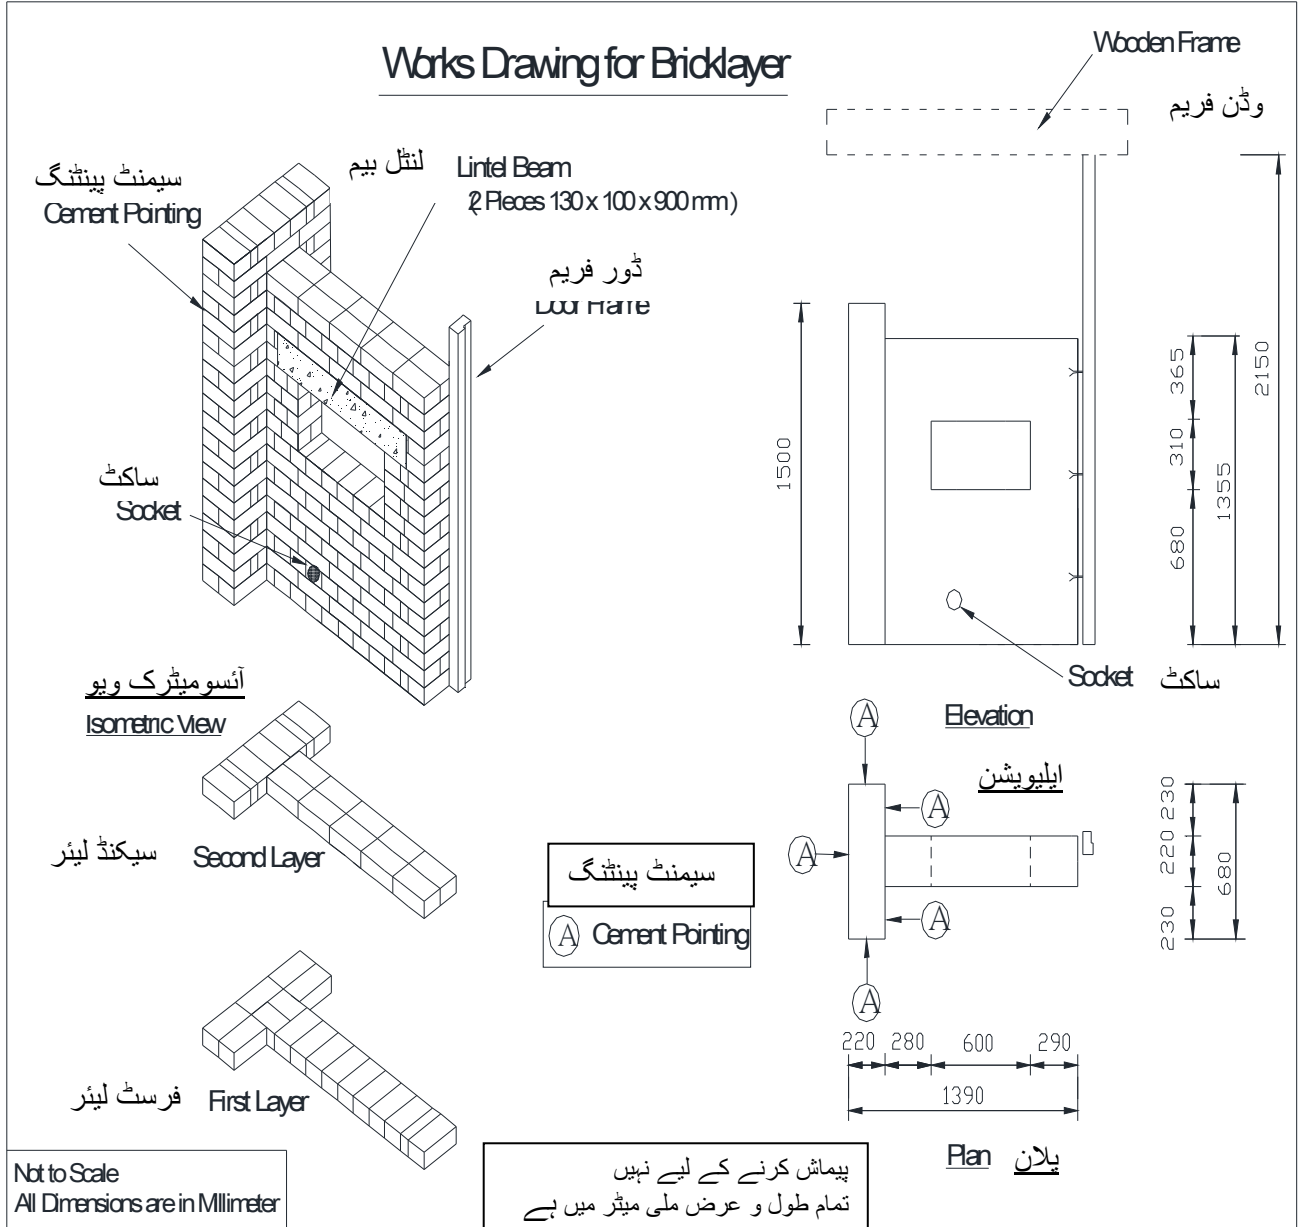 Works Drawing for Bricklayer
Wooden Frame
وڈن فریم
لنٹل بیم
Lintel Beam
(2 Pieces 130 x 100 x 900 mm)
سیمنٹ پینٹنگ
Cement Pointing
ڈور فریم
Door Frame
ساکٹ
Socket
آئسومیٹرک ویو
Isometric View
سیکنڈ لیئر
Second Layer
فرسٹ لیئر
First Layer
1500
365
310
680
1355
2150
Socket
ساکٹ
Elevation
ایلیویشن
A
A
A
A
A
230
220
230
680
سیمنٹ پینٹنگ
A Cement Pointing
220 280 600 290
1390
Plan پلان
Not to Scale
All Dimensions are in Millimeter
پیماش کرنے کے لیے نہیں
تمام طول و عرض ملی میٹر میں ہے